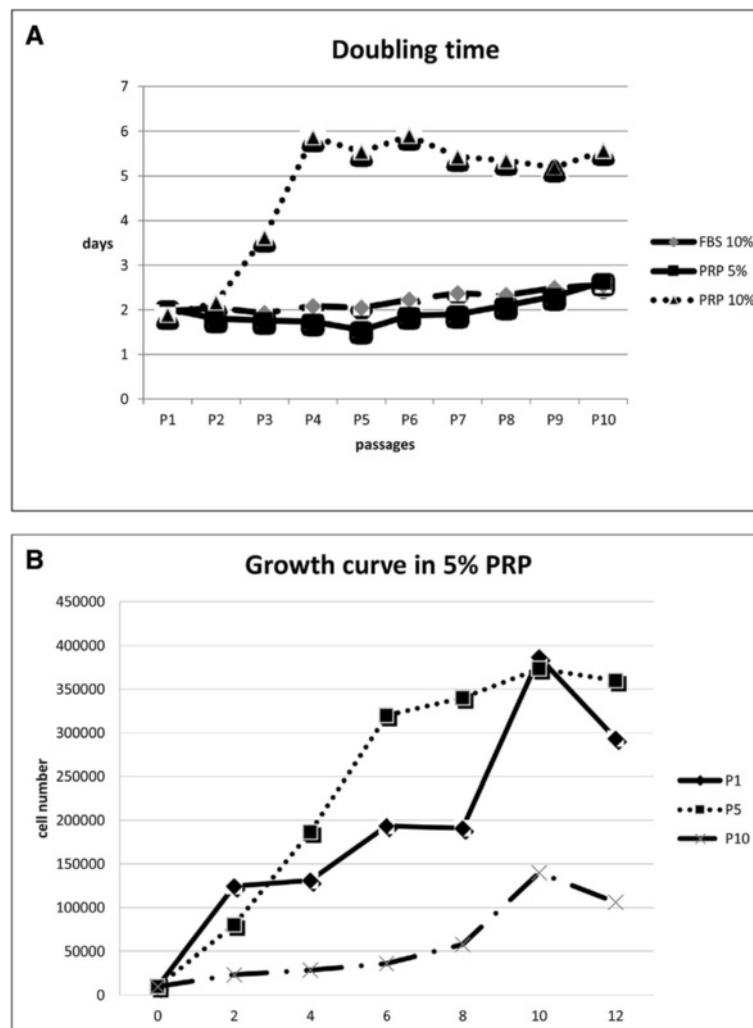 A
Doubling time
7
6
5
4
3
2
1
0
days
P1 P2 P3 P4 P5 P6 P7 P8 P9 P10
passages
FBS 10%
PRP 5%
PRP 10%
B
Growth curve in 5% PRP
450000
400000
350000
300000
250000
200000
150000
100000
50000
0
cell number
0 2 4 6 8 10 12
P1
P5
P10